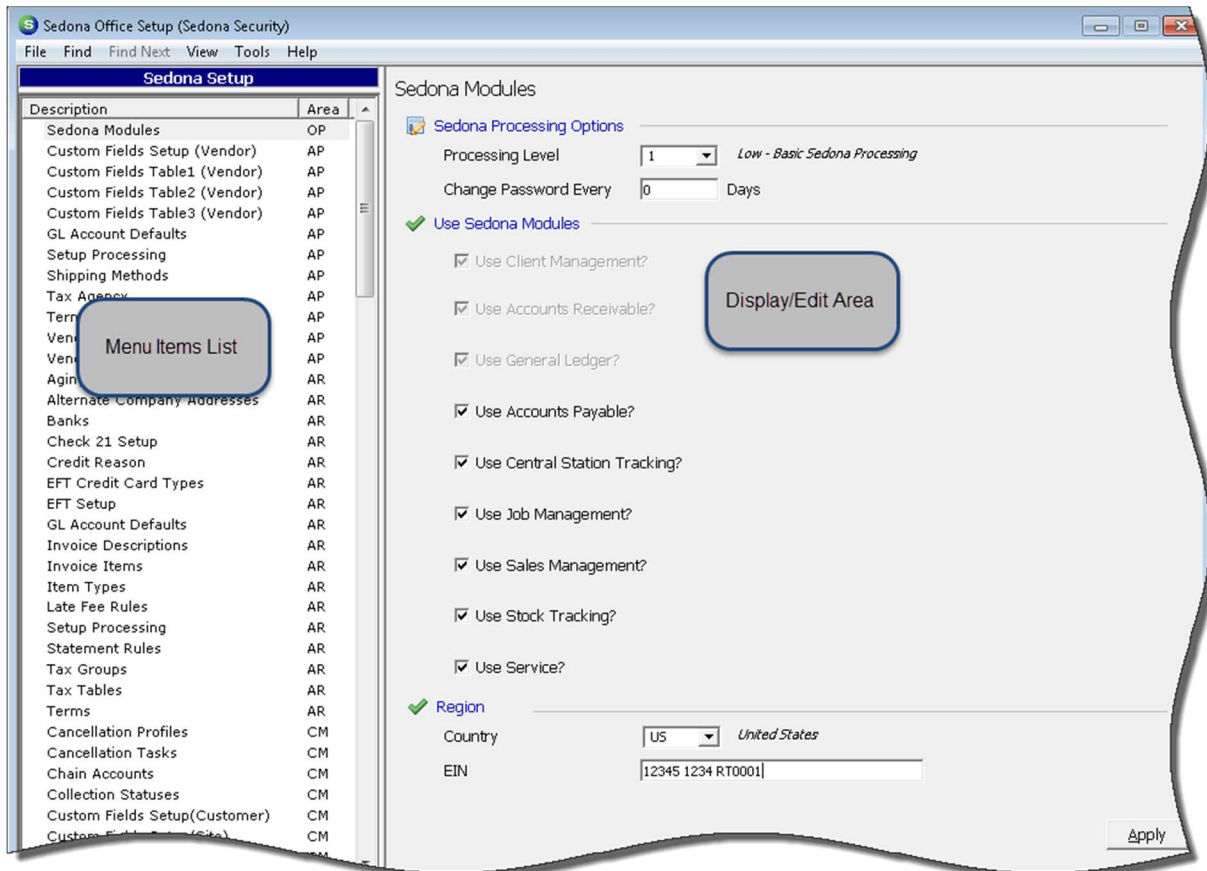 Sedona Office Setup (Sedona Security)
File Find Find Next View Tools Help
Sedona Setup
Description Area
Sedona Modules OP
Custom Fields Setup (Vendor) AP
Custom Fields Table1 (Vendor) AP
Custom Fields Table2 (Vendor) AP
Custom Fields Table3 (Vendor) AP
GL Account Defaults AP
Setup Processing AP
Shipping Methods AP
Tax Agency AP
AP
AP
AP
AR
Menu Items List
Alternate Company Addresses AR
Banks AR
Check 21 Setup AR
Credit Reason AR
EFT Credit Card Types AR
EFT Setup AR
GL Account Defaults AR
Invoice Descriptions AR
Invoice Items AR
Item Types AR
Late Fee Rules AR
Setup Processing AR
Statement Rules AR
Tax Groups AR
Tax Tables AR
Terms AR
Cancellation Profiles CM
Cancellation Tasks CM
Chain Accounts CM
Collection Statuses CM
Custom Fields Setup(Customer) CM
Custom CM
Sedona Modules
Sedona Processing Options
Processing Level 1 Low - Basic Sedona Processing
Change Password Every 0 Days
Use Sedona Modules
Use Client Management?
Use Accounts Receivable?
Use General Ledger?
Display/Edit Area
Use Accounts Payable?
Use Central Station Tracking?
Use Job Management?
Use Sales Management?
Use Stock Tracking?
Use Service?
Region
Country US United States
EIN 12345 1234 RT0001
Apply